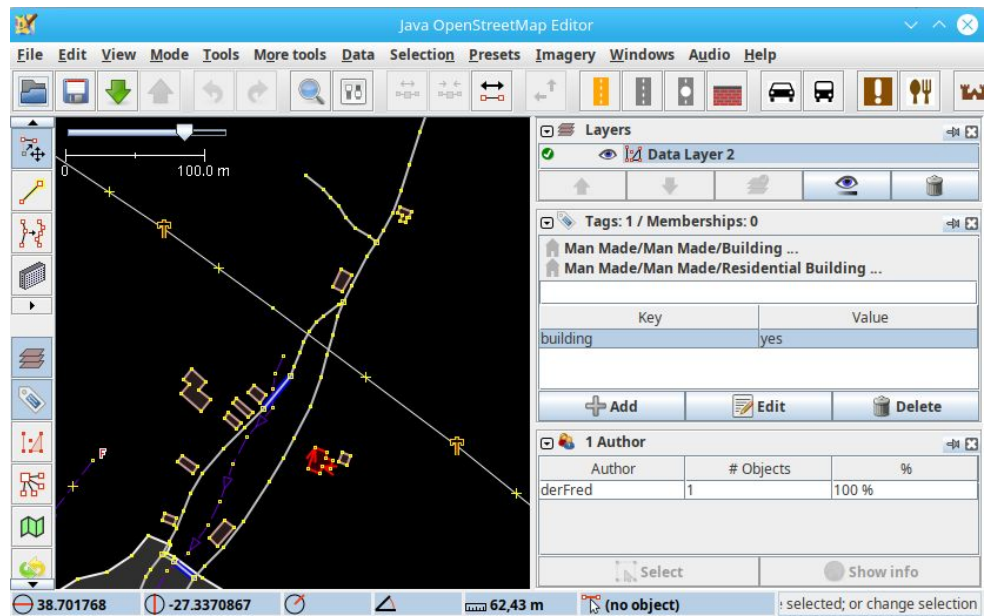 Java OpenStreetMap Editor
File Edit View Mode Tools More tools Data Selection Presets Imagery Windows Audio Help
0 100.0 m
F
Layers
Data Layer 2
Tags: 1 / Memberships: 0
Man Made/Man Made/Building ...
Man Made/Man Made/Residential Building ...
Key Value
building yes
Add Edit Delete
1 Author
Author # Objects %
derFred 1 100 %
Select Show info
38.701768 -27.3370867 62,43 m (no object) selected; or change selection